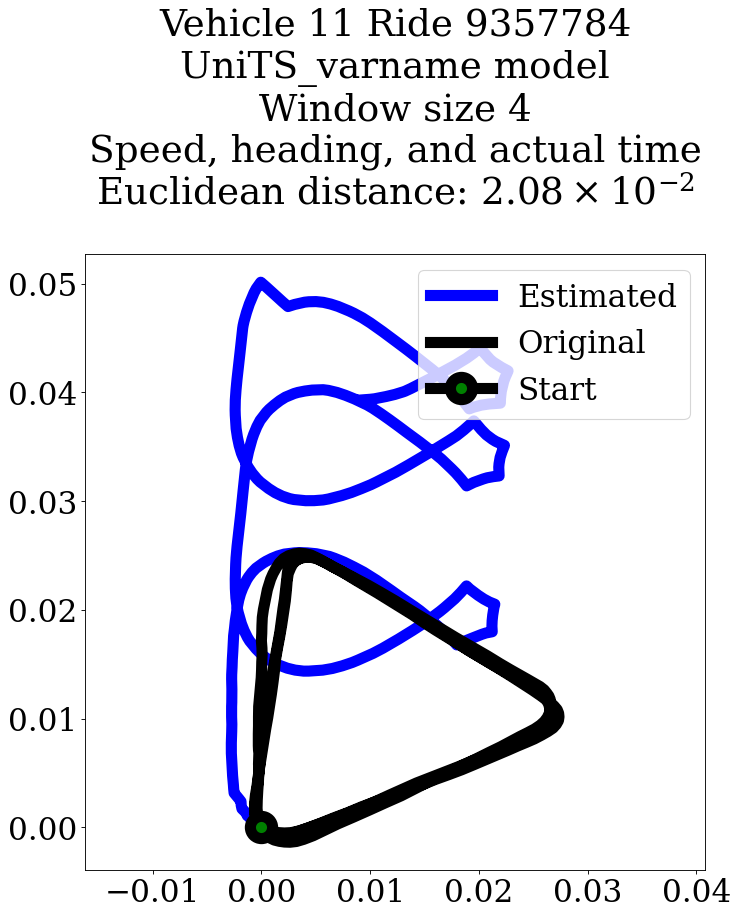 Vehicle 11 Ride 9357784
UniTS_varname model
Window size 4
Speed, heading, and actual time
Euclidean distance: 2.08 × 10⁻²
Estimated
Original
Start
0.05
0.04
0.03
0.02
0.01
0.00
−0.01 0.00 0.01 0.02 0.03 0.04